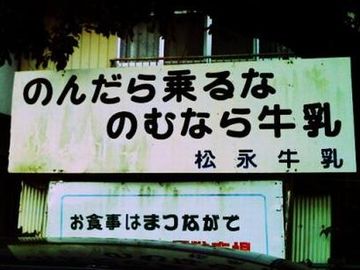 のんだら乗るな
のむなら牛乳
松永牛乳
お食事はまつながで